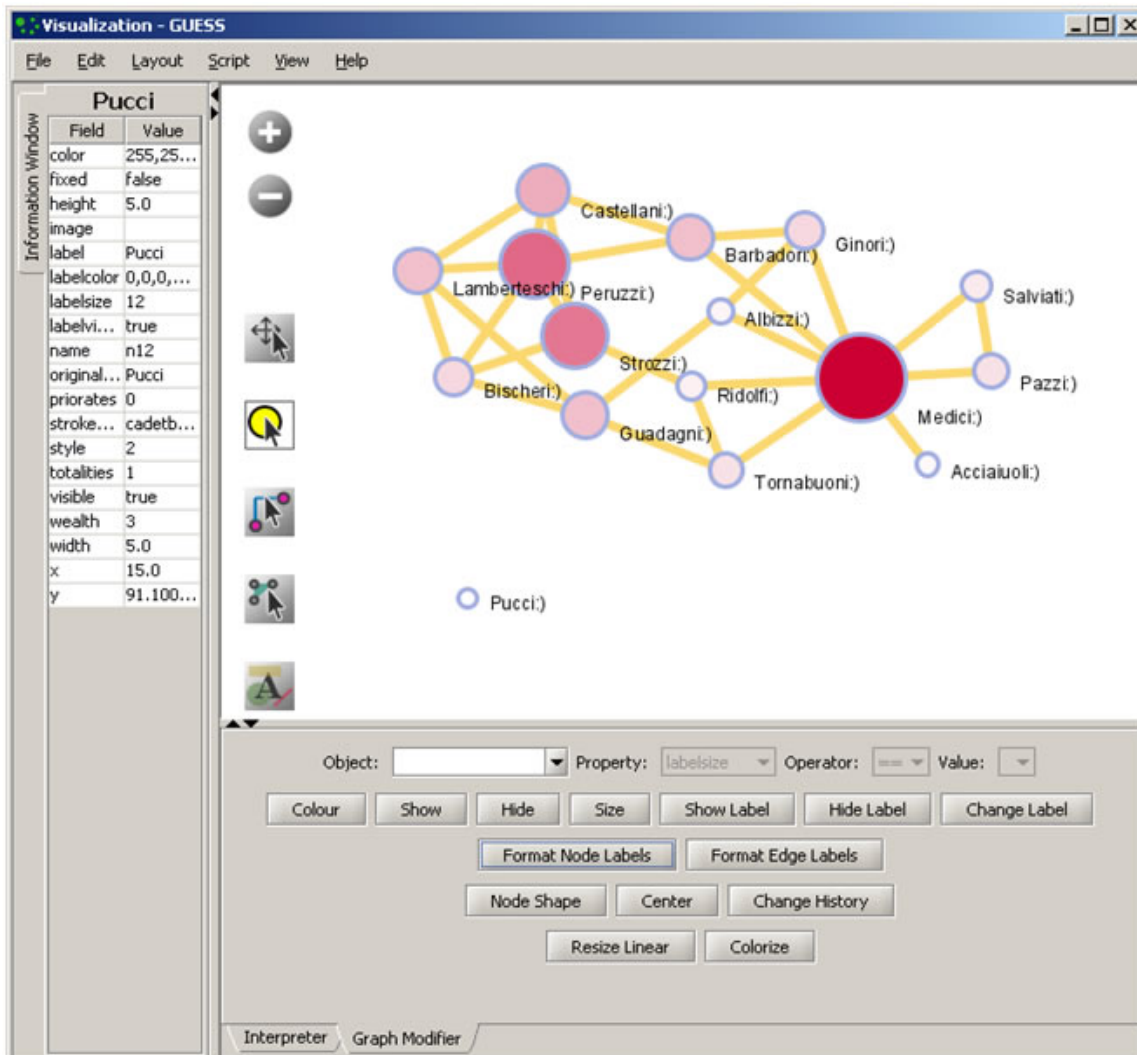 Visualization - GUESS
File Edit Layout Script View Help
Information Window
Pucci
Field Value
color 255,25...
fixed false
height 5.0
image
label Pucci
labelcolor 0,0,0,...
labelsize 12
labelvi... true
name n12
original... Pucci
priorates 0
stroke... cadetb...
style 2
totalities 1
visible true
wealth 3
width 5.0
x 15.0
y 91.100...
Castellani:)
Barbadori:)
Ginori:)
Lamberteschi:)
Peruzzi:)
Salviati:)
Albizzi:)
Strozzi:)
Bischeri:)
Ridolfi:)
Pazzi:)
Medici:)
Guadagni:)
Tornabuoni:)
Acciaiuoli:)
Pucci:)
A
Object: Property: labelsize Operator: == Value:
Colour Show Hide Size Show Label Hide Label Change Label
Format Node Labels Format Edge Labels
Node Shape Center Change History
Resize Linear Colorize
Interpreter Graph Modifier